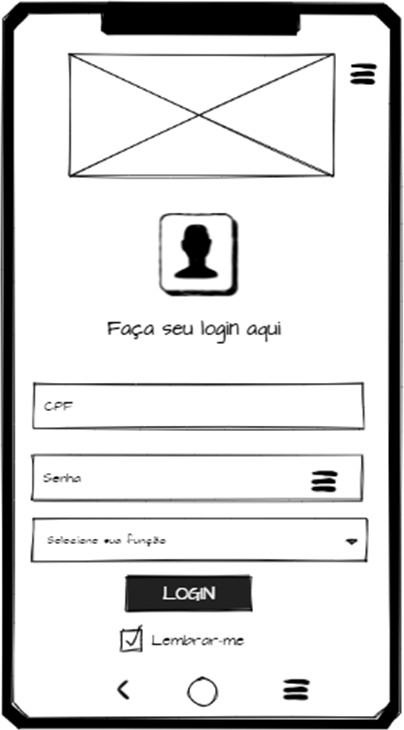 Faça seu login aqui
CPF
Senha
Selecione sua função
LOGIN
Lembrar-me